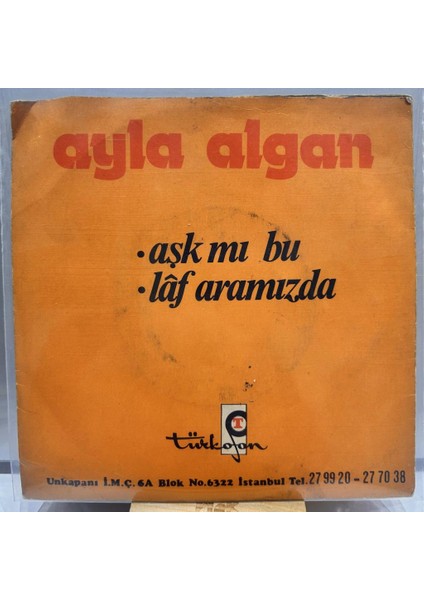 ayla algan
• aşk mı bu
• lâf aramızda
T
türkofon
Unkapanı İ.M.Ç. 6A Blok No.6322 İstanbul Tel. 27 99 20 - 27 70 38